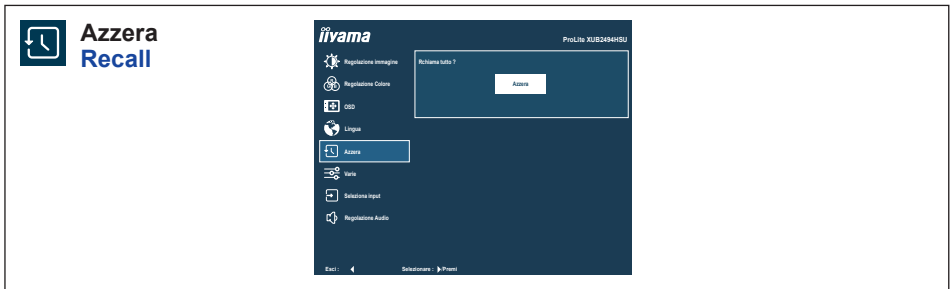 Azzera
Recall
iiyama
ProLite XUB2494HSU
Regolazione immagine
Rchiama tutto ?
Azzera
Regolazione Colore
OSD
Lingua
Azzera
Varie
Seleziona input
Regolazione Audio
Esci :
Selezionare : /Premi